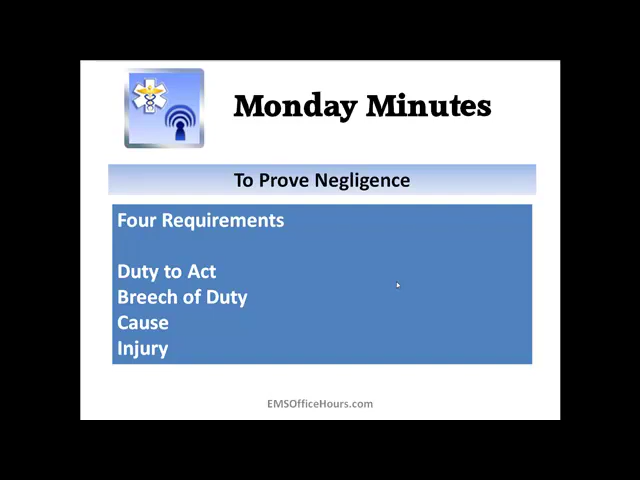 Monday Minutes
To Prove Negligence
Four Requirements
Duty to Act
Breech of Duty
Cause
Injury
EMSOfficeHours.com